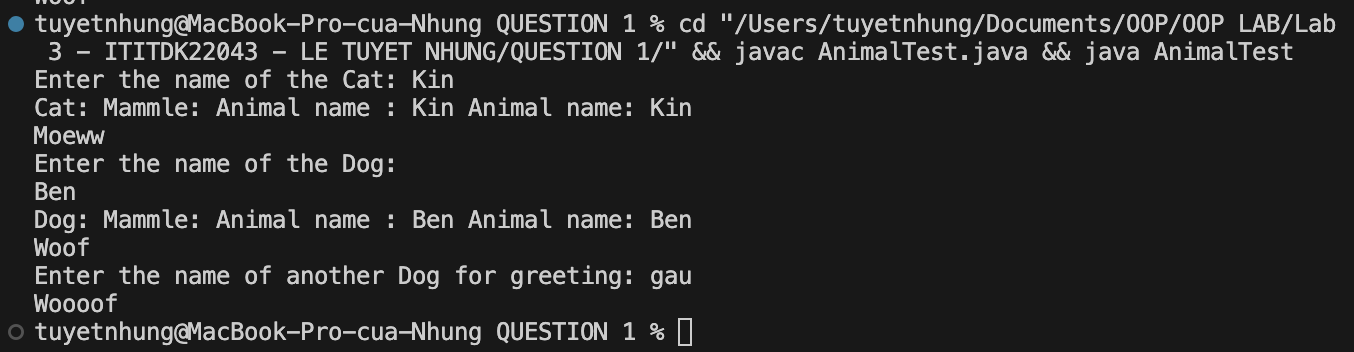 tuyetnhung@MacBook-Pro-cua-Nhung QUESTION 1 % cd "/Users/tuyetnhung/Documents/OOP/OOP LAB/Lab
3 - ITITDK22043 - LE TUYET NHUNG/QUESTION 1/" && javac AnimalTest.java && java AnimalTest
Enter the name of the Cat: Kin
Cat: Mammle: Animal name : Kin Animal name: Kin
Moeww
Enter the name of the Dog:
Ben
Dog: Mammle: Animal name : Ben Animal name: Ben
Woof
Enter the name of another Dog for greeting: gau
Woooof
tuyetnhung@MacBook-Pro-cua-Nhung QUESTION 1 %